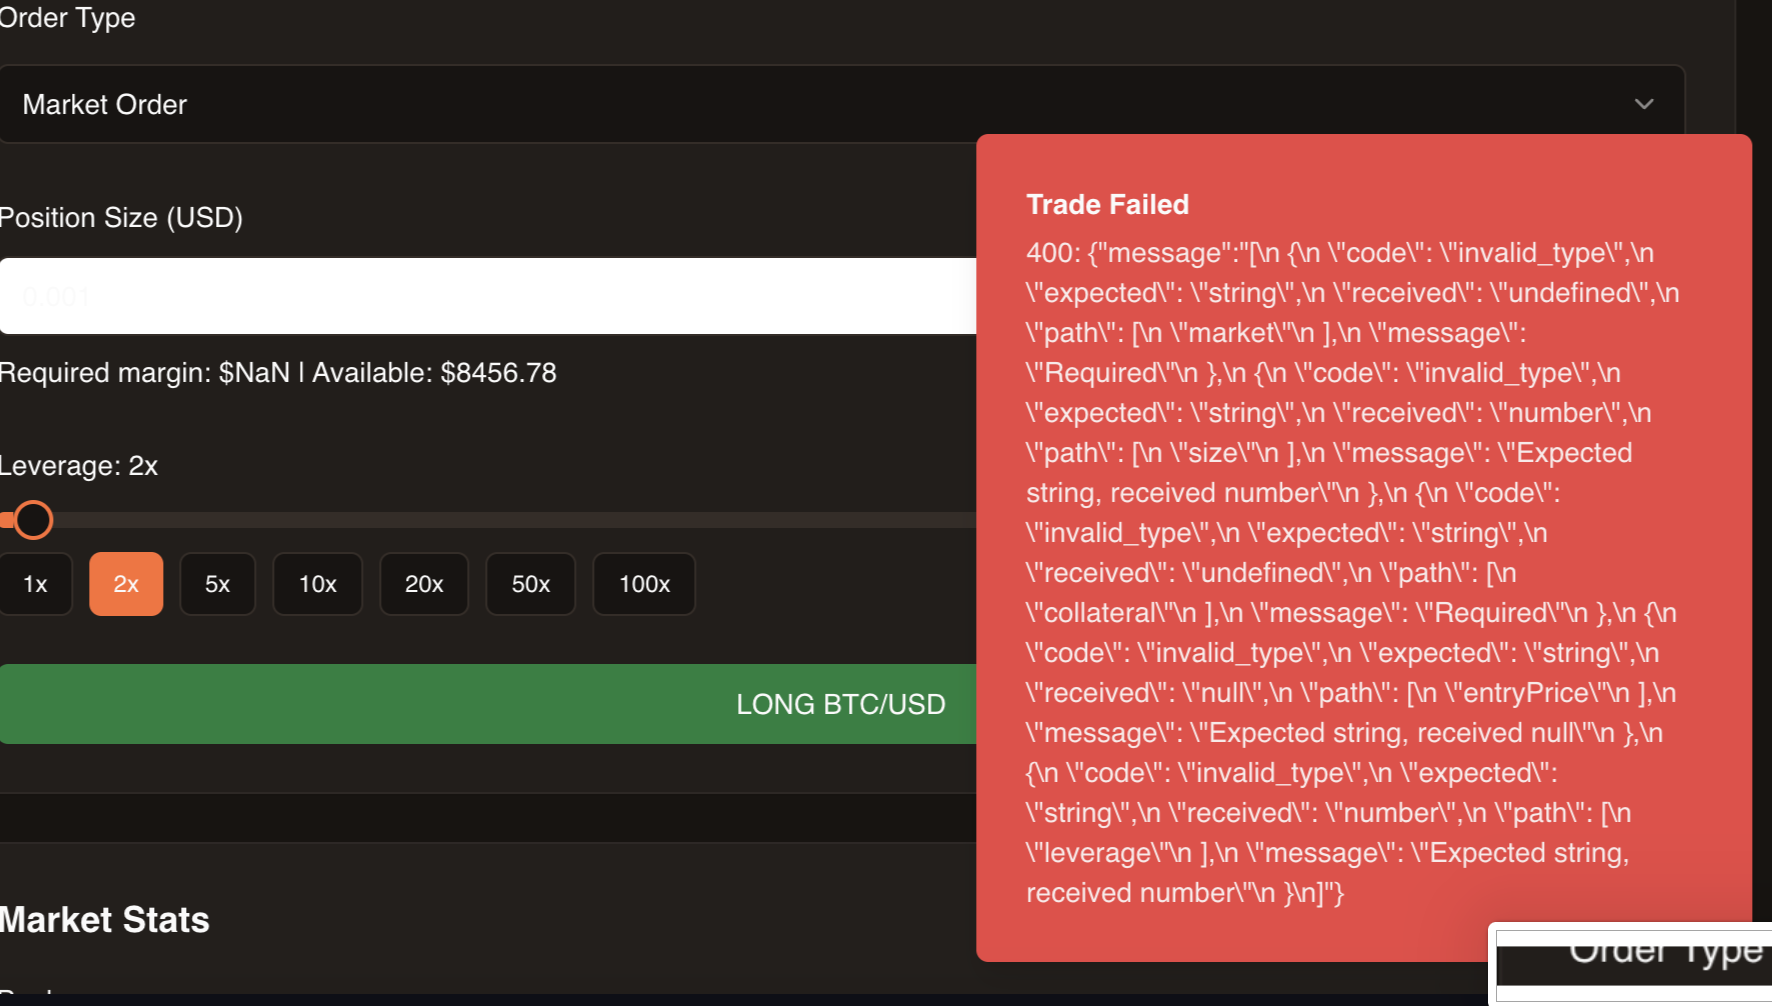 Order Type
Market Order
Position Size (USD)
0.001
Required margin: $NaN | Available: $8456.78
Leverage: 2x
1x
2x
5x
10x
20x
50x
100x
LONG BTC/USD
Market Stats
Trade Failed
400: {"message":"[\n {\n \"code\": \"invalid_type\",\n
\"expected\": \"string\",\n \"received\": \"undefined\",\n
\"path\": [\n \"market\"\n ],\n \"message\":
\"Required\"\n },\n {\n \"code\": \"invalid_type\",\n
\"expected\": \"string\",\n \"received\": \"number\",\n
\"path\": [\n \"size\"\n ],\n \"message\": \"Expected
string, received number\"\n },\n {\n \"code\":
\"invalid_type\",\n \"expected\": \"string\",\n
\"received\": \"undefined\",\n \"path\": [\n
\"collateral\"\n ],\n \"message\": \"Required\"\n },\n {\n
\"code\": \"invalid_type\",\n \"expected\": \"string\",\n
\"received\": \"null\",\n \"path\": [\n \"entryPrice\"\n ],\n
\"message\": \"Expected string, received null\"\n },\n
{\n \"code\": \"invalid_type\",\n \"expected\":
\"string\",\n \"received\": \"number\",\n \"path\": [\n
\"leverage\"\n ],\n \"message\": \"Expected string,
received number\"\n }\n]"}
Order Type